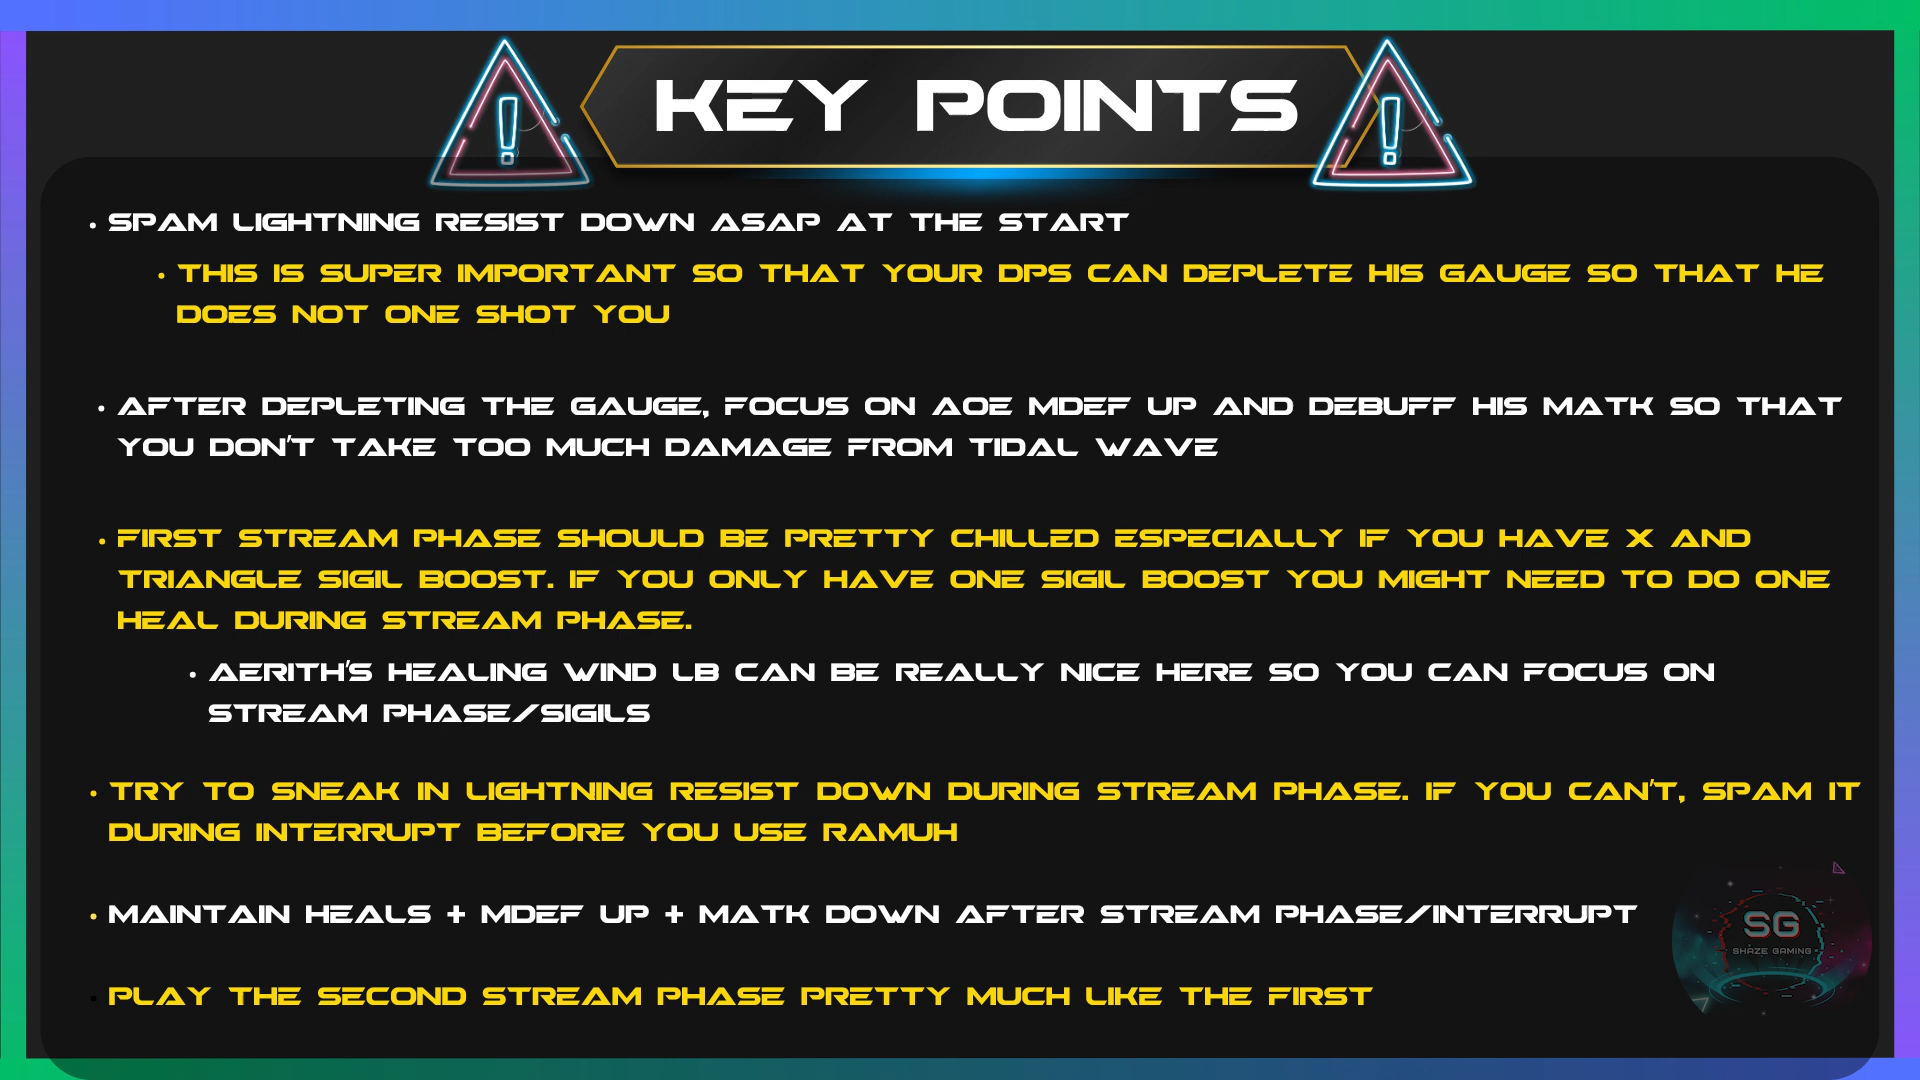 KEY POINTS
• SPAM LIGHTNING RESIST DOWN ASAP AT THE START
• THIS IS SUPER IMPORTANT SO THAT YOUR DPS CAN DEPLETE HIS GAUGE SO THAT HE
DOES NOT ONE SHOT YOU
• AFTER DEPLETING THE GAUGE, FOCUS ON AOE MDEF UP AND DEBUFF HIS MATK SO THAT
YOU DON'T TAKE TOO MUCH DAMAGE FROM TIDAL WAVE
• FIRST STREAM PHASE SHOULD BE PRETTY CHILLED ESPECIALLY IF YOU HAVE X AND
TRIANGLE SIGIL BOOST. IF YOU ONLY HAVE ONE SIGIL BOOST YOU MIGHT NEED TO DO ONE
HEAL DURING STREAM PHASE.
• AERITH'S HEALING WIND LB CAN BE REALLY NICE HERE SO YOU CAN FOCUS ON
STREAM PHASE/SIGILS
• TRY TO SNEAK IN LIGHTNING RESIST DOWN DURING STREAM PHASE. IF YOU CAN'T, SPAM IT
DURING INTERRUPT BEFORE YOU USE RAMUH
• MAINTAIN HEALS + MDEF UP + MATK DOWN AFTER STREAM PHASE/INTERRUPT
• PLAY THE SECOND STREAM PHASE PRETTY MUCH LIKE THE FIRST
SG
SHAZE GAMING